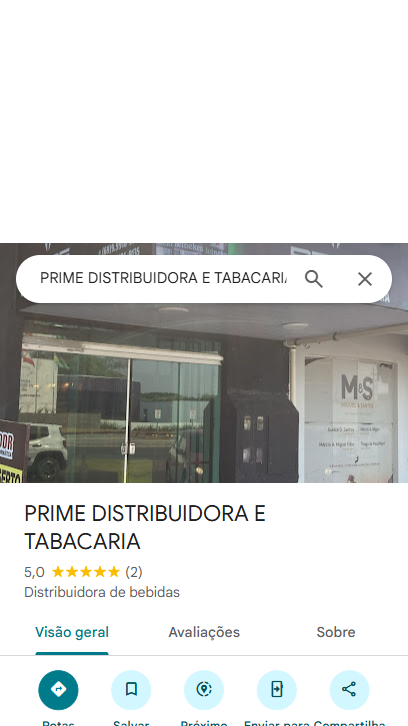 PRIME DISTRIBUIDORA E TABACARIA
M&S
PRIME DISTRIBUIDORA E
TABACARIA
5,0 ★★★★★ (2)
Distribuidora de bebidas
Visão geral
Avaliações
Sobre
Rotas
Salvar
Próximo
Enviar para
Compartilha